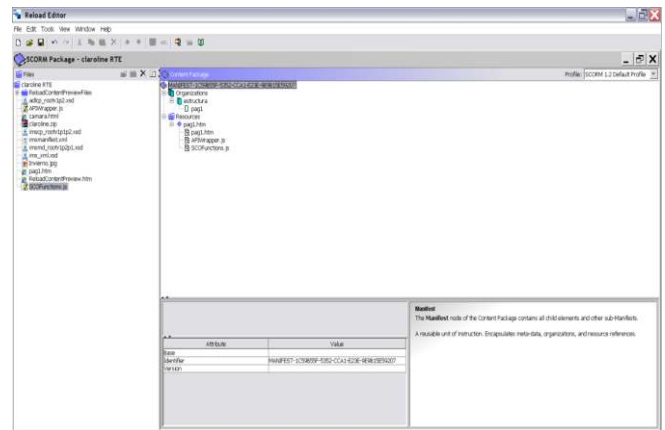 Reload Editor
File Edit Tools View Window Help
SCORM Package - claroline RTE
Files
Content Package
Profile: SCORM 1.2 Default Profile
claroline RTE
ReloadContentPreviewFiles
adlcp_rootv1p2.xsd
APIWrapper.js
camara.html
claroline.zip
imscp_rootv1p1p2.xsd
imsmanifest.xml
imsmd_rootv1p2p1.xsd
ims_xml.xsd
Invierno.jpg
pag1.htm
ReloadContentPreview.htm
SCOFunctions.js
Organizations
estructura
pag1
Resources
pag1.htm
pag1.htm
APIWrapper.js
SCOFunctions.js
Attribute Value
Base
Identifier
Version
Manifest
The Manifest node of the Content Package contains all child elements and other sub-Manifests.
A reusable unit of instruction. Encapsulates meta-data, organizations, and resource references.